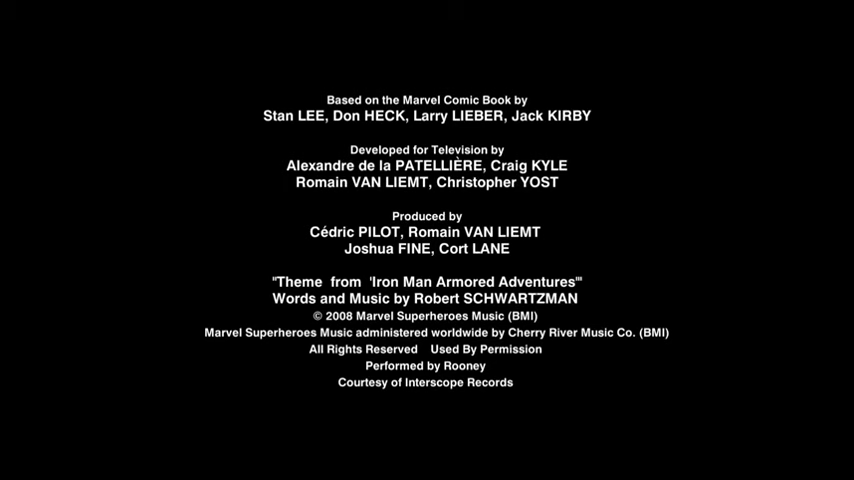 Based on the Marvel Comic Book by
Stan LEE, Don HECK, Larry LIEBER, Jack KIRBY
Developed for Television by
Alexandre de la PATELLIÈRE, Craig KYLE
Romain VAN LIEMT, Christopher YOST
Produced by
Cédric PILOT, Romain VAN LIEMT
Joshua FINE, Cort LANE
"Theme from 'Iron Man Armored Adventures'"
Words and Music by Robert SCHWARTZMAN
© 2008 Marvel Superheroes Music (BMI)
Marvel Superheroes Music administered worldwide by Cherry River Music Co. (BMI)
All Rights Reserved Used By Permission
Performed by Rooney
Courtesy of Interscope Records